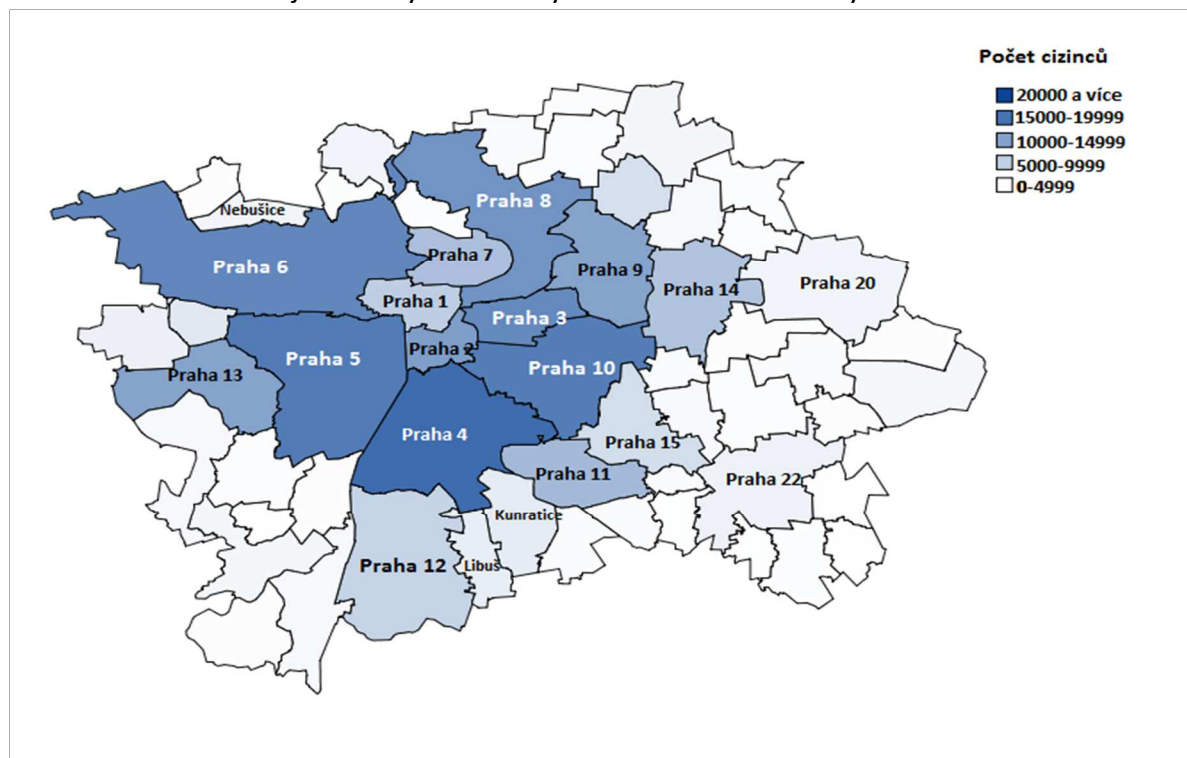 Počet cizinců
20000 a více
15000-19999
10000-14999
5000-9999
0-4999
Praha 8
Nebušice
Praha 7
Praha 6
Praha 9
Praha 20
Praha 14
Praha 1
Praha 3
Praha 2
Praha 5
Praha 10
Praha 13
Praha 4
Praha 15
Praha 11
Praha 22
Kunratice
Praha 12
Libuš